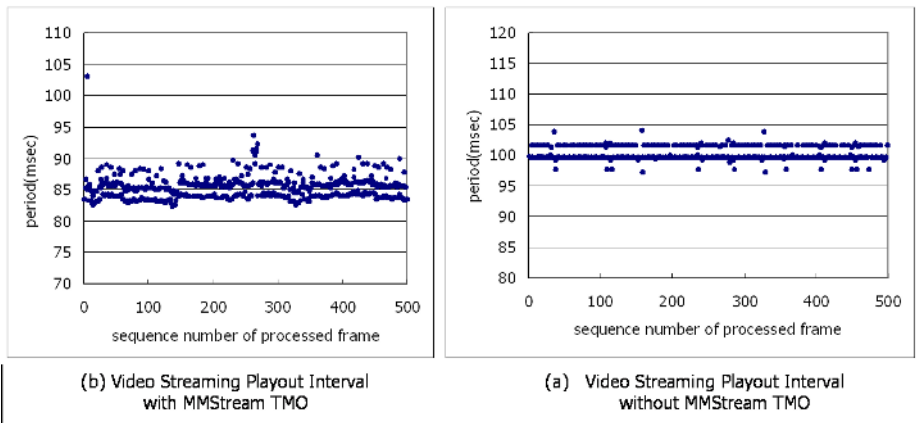 110
105
100
95
90
85
80
75
70
period(msec)
0 100 200 300 400 500
sequence number of processed frame
(b) Video Streaming Playout Interval
with MMStream TMO
120
115
110
105
100
95
90
85
80
period(msec)
0 100 200 300 400 500
sequence number of processed frame
(a) Video Streaming Playout Interval
without MMStream TMO